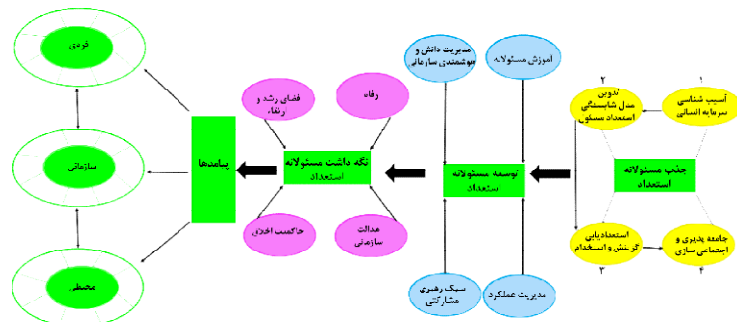 ۱
آسیب شناسی
سرمایه انسانی
۲
تدوین
مدل شایستگی
استعداد مسئول
جذب مسئولانه
استعداد
استعدادیابی
گزینش و استخدام
۳
جامعه پذیری و
اجتماعی سازی
۴
آموزش مسئولانه
مدیریت دانش و
هوشمندی سازمانی
توسعه مسئولانه
استعداد
مدیریت عملکرد
سبک رهبری
مشارکتی
رفاه
فضای رشد و
ارتقاء
نگه داشت مسئولانه
استعداد
عدالت
سازمانی
حاکمیت اخلاق
پیامدها
فردی
سازمانی
محیطی